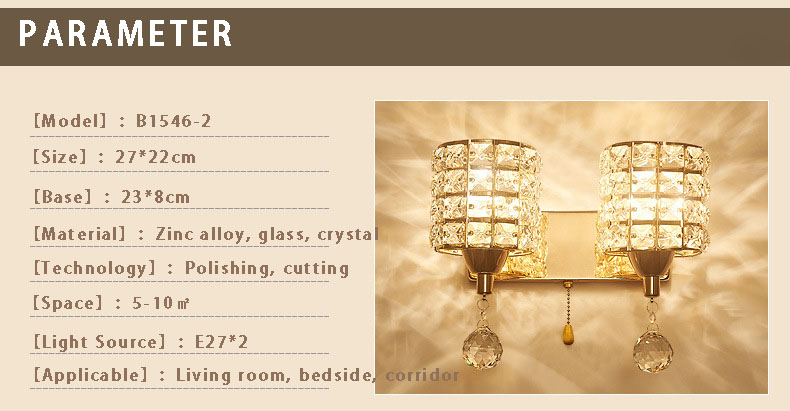 PARAMETER
[Model] : B1546-2
[Size] : 27*22cm
[Base] : 23*8cm
[Material] : Zinc alloy, glass, crystal
[Technology] : Polishing, cutting
[Space] : 5-10㎡
[Light Source] : E27*2
[Applicable] : Living room, bedside, corridor